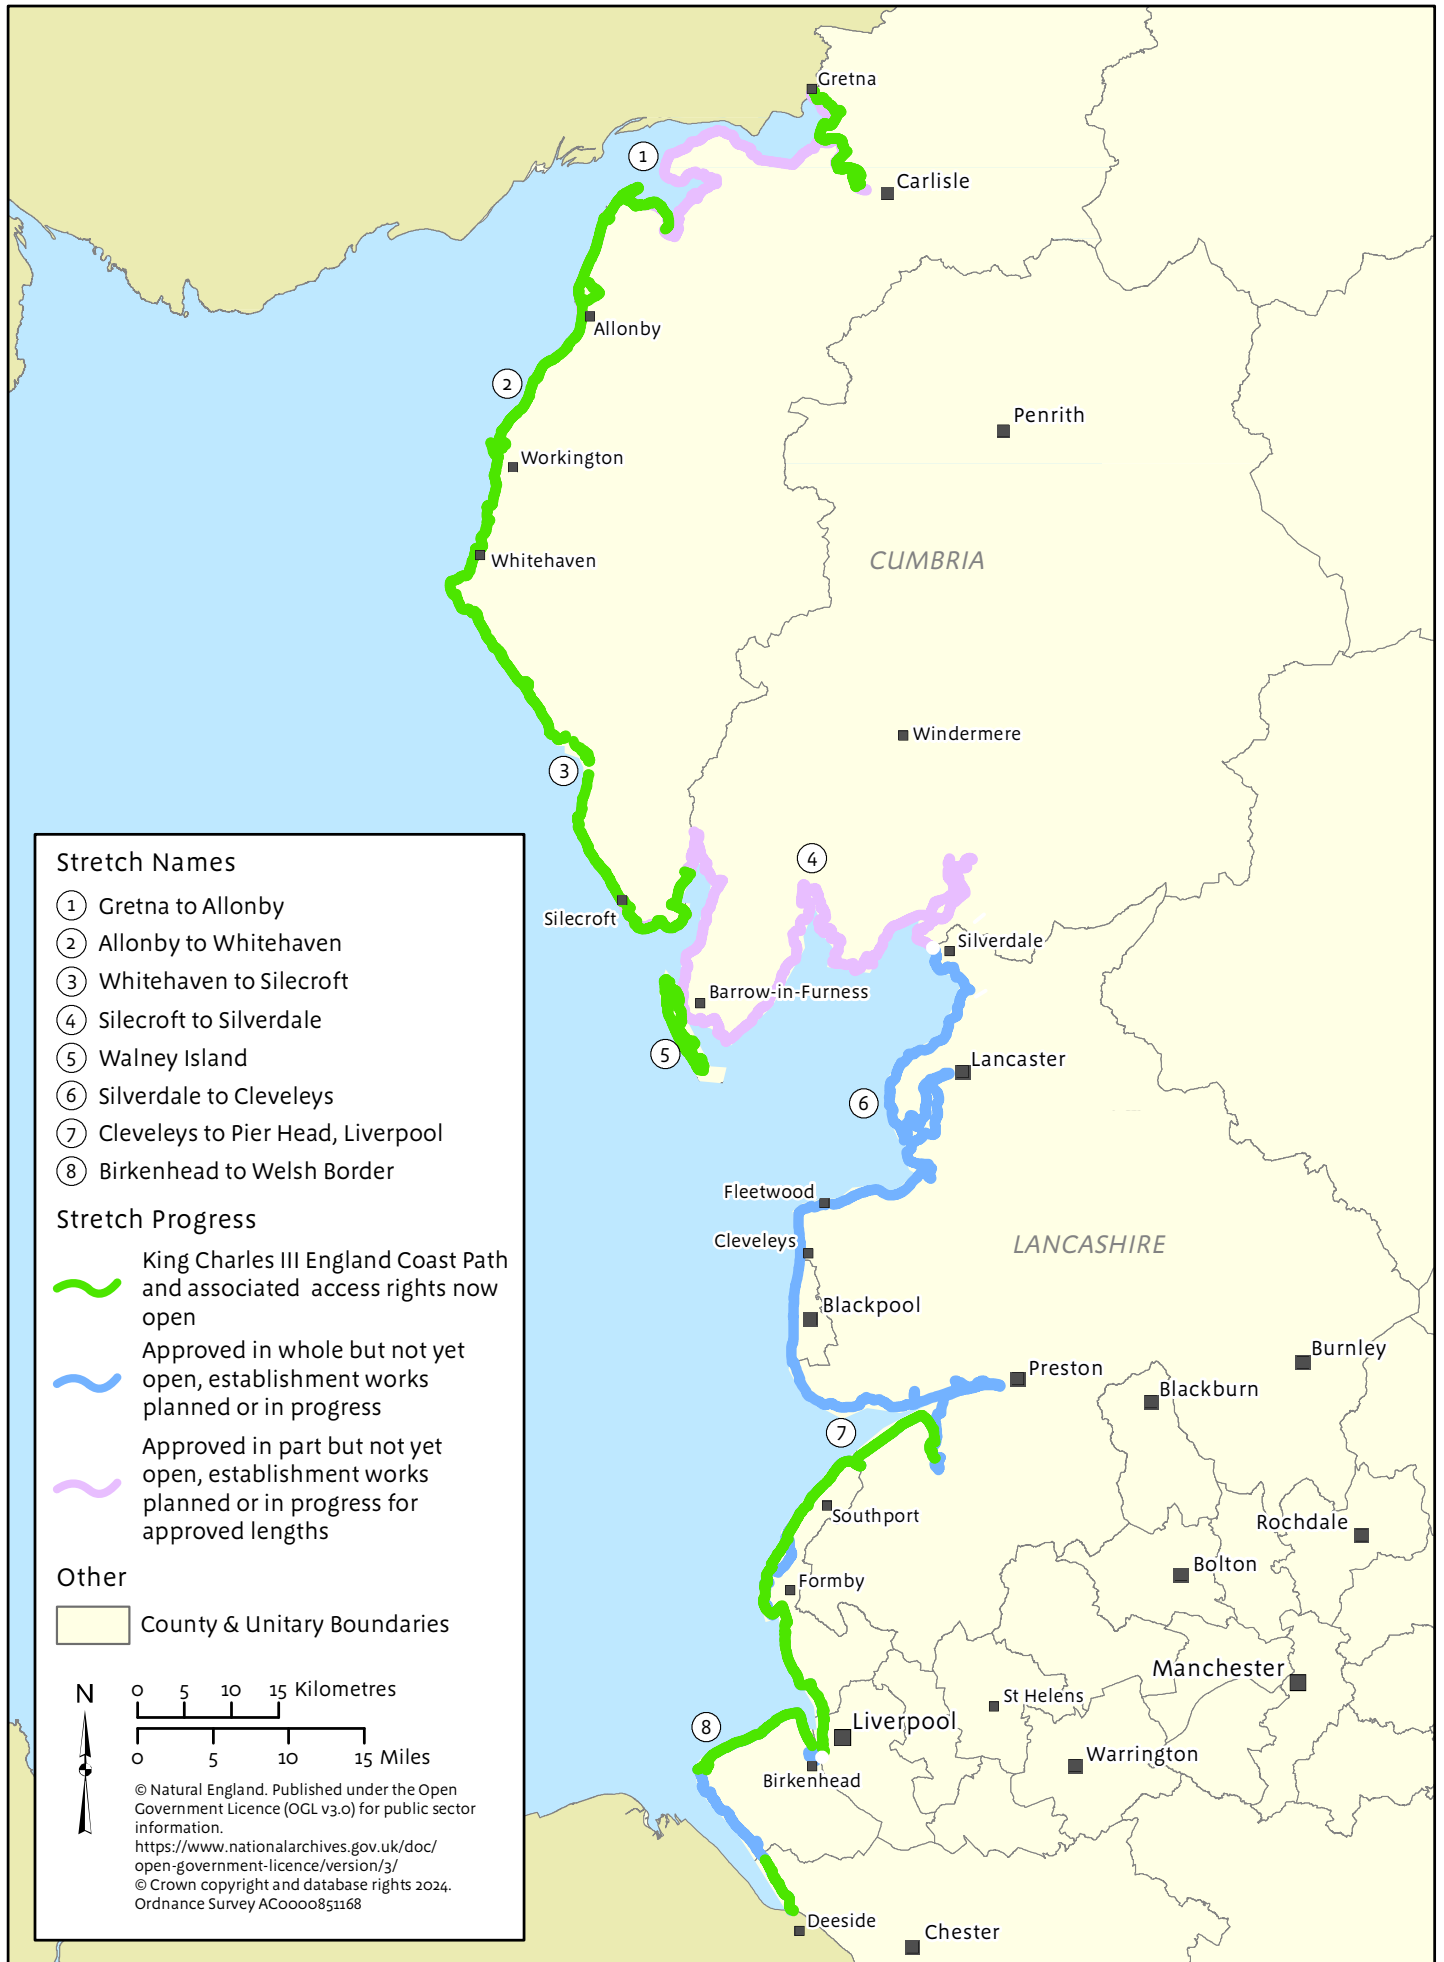 Gretna
1
Carlisle
Allonby
2
Penrith
Workington
Whitehaven
CUMBRIA
Windermere
3
4
Silecroft
Silverdale
Barrow-in-Furness
5
Lancaster
6
Fleetwood
Cleveleys
LANCASHIRE
Blackpool
Burnley
Preston
Blackburn
7
Southport
Rochdale
Bolton
Formby
Manchester
St Helens
8
Liverpool
Warrington
Birkenhead
Deeside
Chester
Stretch Names
1 Gretna to Allonby
2 Allonby to Whitehaven
3 Whitehaven to Silecroft
4 Silecroft to Silverdale
5 Walney Island
6 Silverdale to Cleveleys
7 Cleveleys to Pier Head, Liverpool
8 Birkenhead to Welsh Border
Stretch Progress
King Charles III England Coast Path
and associated access rights now
open
Approved in whole but not yet
open, establishment works
planned or in progress
Approved in part but not yet
open, establishment works
planned or in progress for
approved lengths
Other
County & Unitary Boundaries
N
0 5 10 15 Kilometres
0 5 10 15 Miles
© Natural England. Published under the Open
Government Licence (OGL v3.0) for public sector
information.
https://www.nationalarchives.gov.uk/doc/
open-government-licence/version/3/
© Crown copyright and database rights 2024.
Ordnance Survey AC0000851168